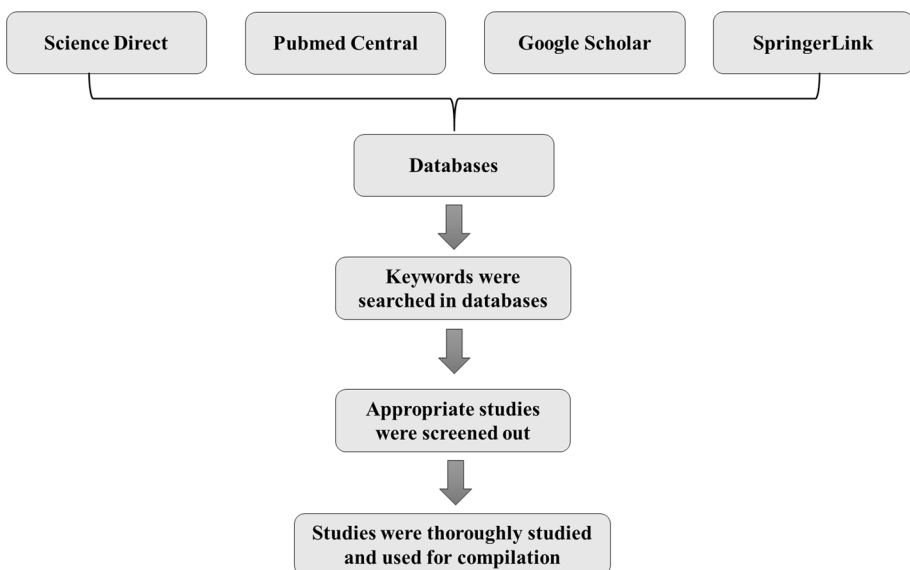 Science Direct
Pubmed Central
Google Scholar
SpringerLink
Databases
Keywords were
searched in databases
Appropriate studies
were screened out
Studies were thoroughly studied
and used for compilation